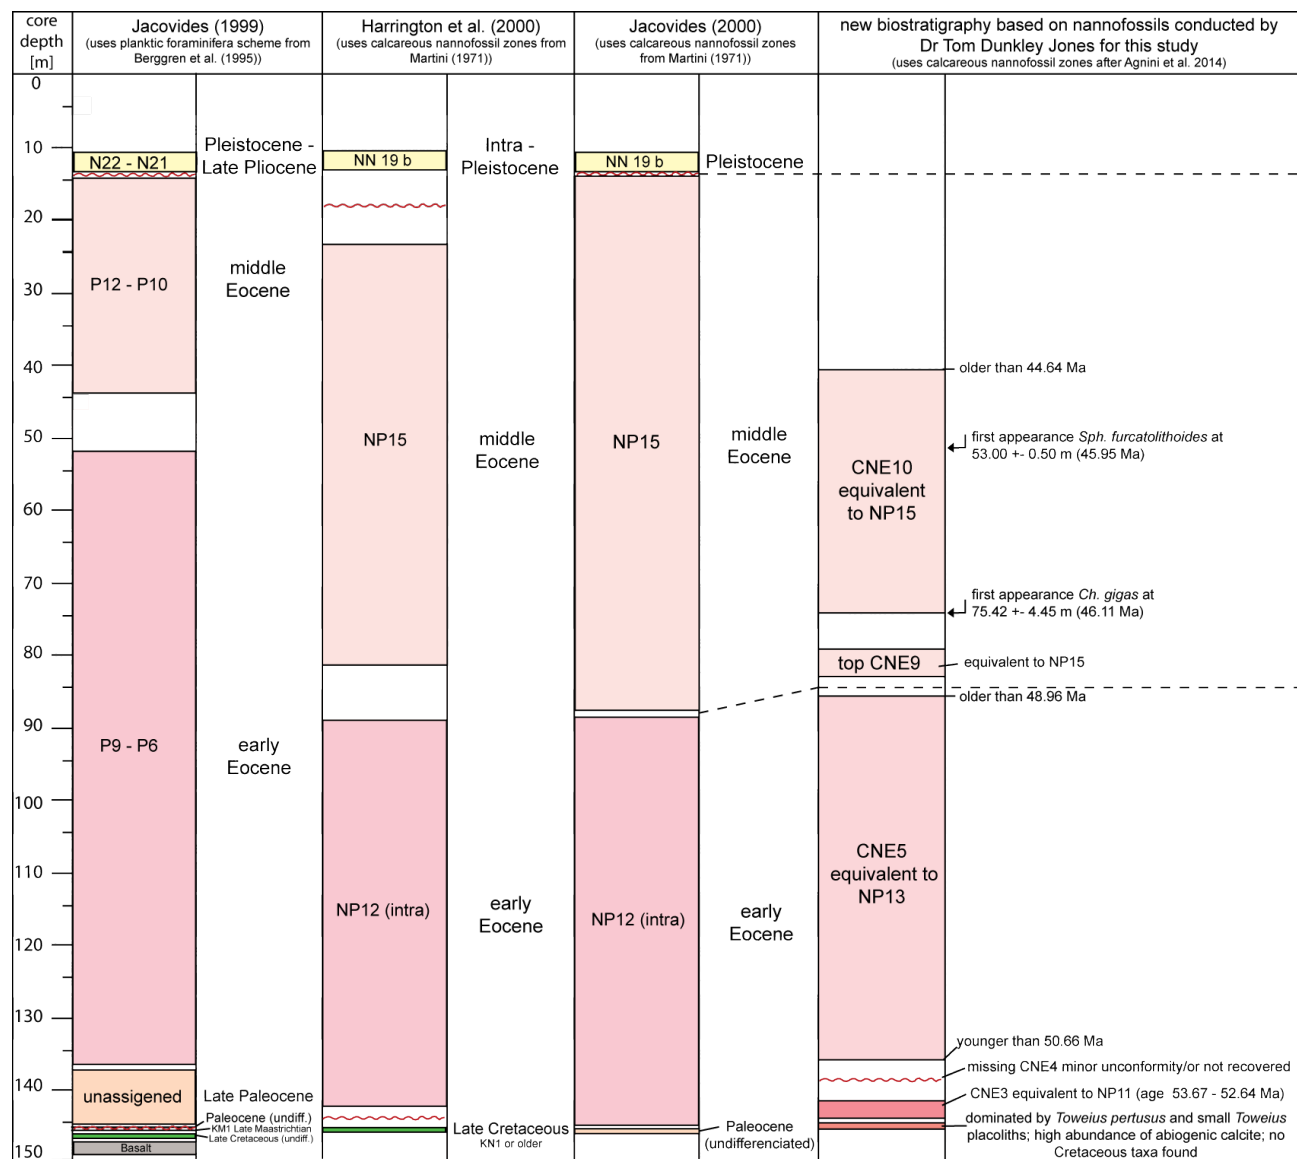 core
depth
[m]
Jacovides (1999)
(uses planktic foraminifera scheme from
Berggren et al. (1995))
Harrington et al. (2000)
(uses calcareous nannofossil zones from
Martini (1971))
Jacovides (2000)
(uses calcareous nannofossil zones
from Martini (1971))
new biostratigraphy based on nannofossils conducted by
Dr Tom Dunkley Jones for this study
(uses calcareous nannofossil zones after Agnini et al. 2014)
0
10
20
30
40
50
60
70
80
90
100
110
120
130
140
150
N22 - N21
P12 - P10
P9 - P6
unassigened
Basalt
Pleistocene -
Late Pliocene
middle
Eocene
early
Eocene
Late Paleocene
Paleocene (undiff.)
KM1 Late Maastrichtian
Late Cretaceous (undiff.)
NN 19 b
NP15
NP12 (intra)
Intra -
Pleistocene
middle
Eocene
early
Eocene
Late Cretaceous
KN1 or older
NN 19 b
NP15
NP12 (intra)
Pleistocene
middle
Eocene
early
Eocene
Paleocene
(undifferenciated)
CNE10
equivalent
to NP15
top CNE9
CNE5
equivalent to
NP13
older than 44.64 Ma
first appearance Sph. furcatolithoides at
53.00 +- 0.50 m (45.95 Ma)
first appearance Ch. gigas at
75.42 +- 4.45 m (46.11 Ma)
equivalent to NP15
older than 48.96 Ma
younger than 50.66 Ma
missing CNE4 minor unconformity/or not recovered
CNE3 equivalent to NP11 (age 53.67 - 52.64 Ma)
dominated by Toweius pertusus and small Toweius
placoliths; high abundance of abiogenic calcite; no
Cretaceous taxa found